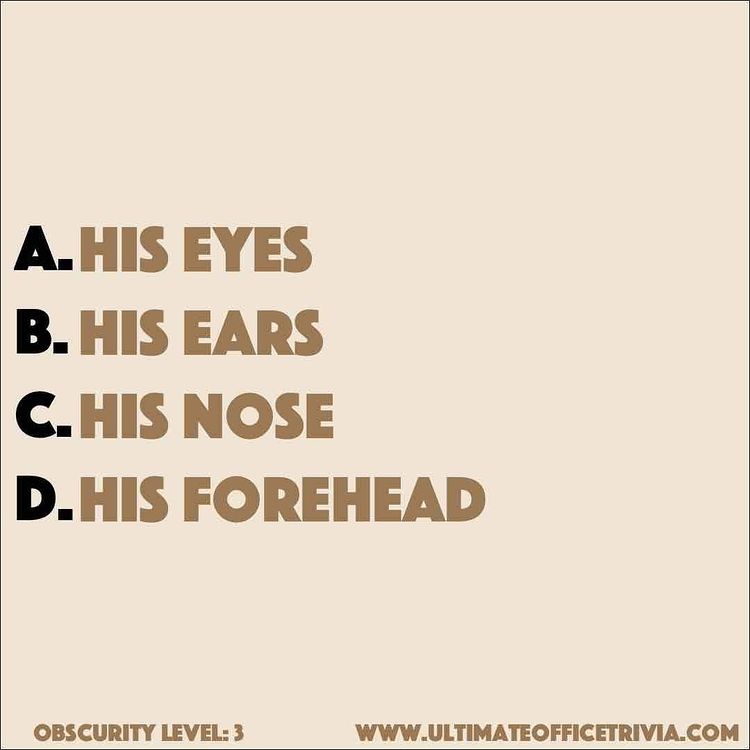 A. HIS EYES
B. HIS EARS
C. HIS NOSE
D. HIS FOREHEAD
OBSCURITY LEVEL: 3
WWW.ULTIMATEOFFICETRIVIA.COM